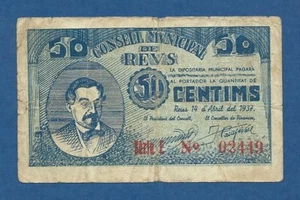 50 CONSELL MUNICIPAL 50
DE REUS
LA DIPOSITARIA MUNICIPAL PAGARÀ
AL PORTADOR LA QUANTITAT DE
50 CENTIMS
Reus 14 d'Abril del 1937.
El President del Consell, El Conseller de Finances,
Sèrie C. Nº 02449